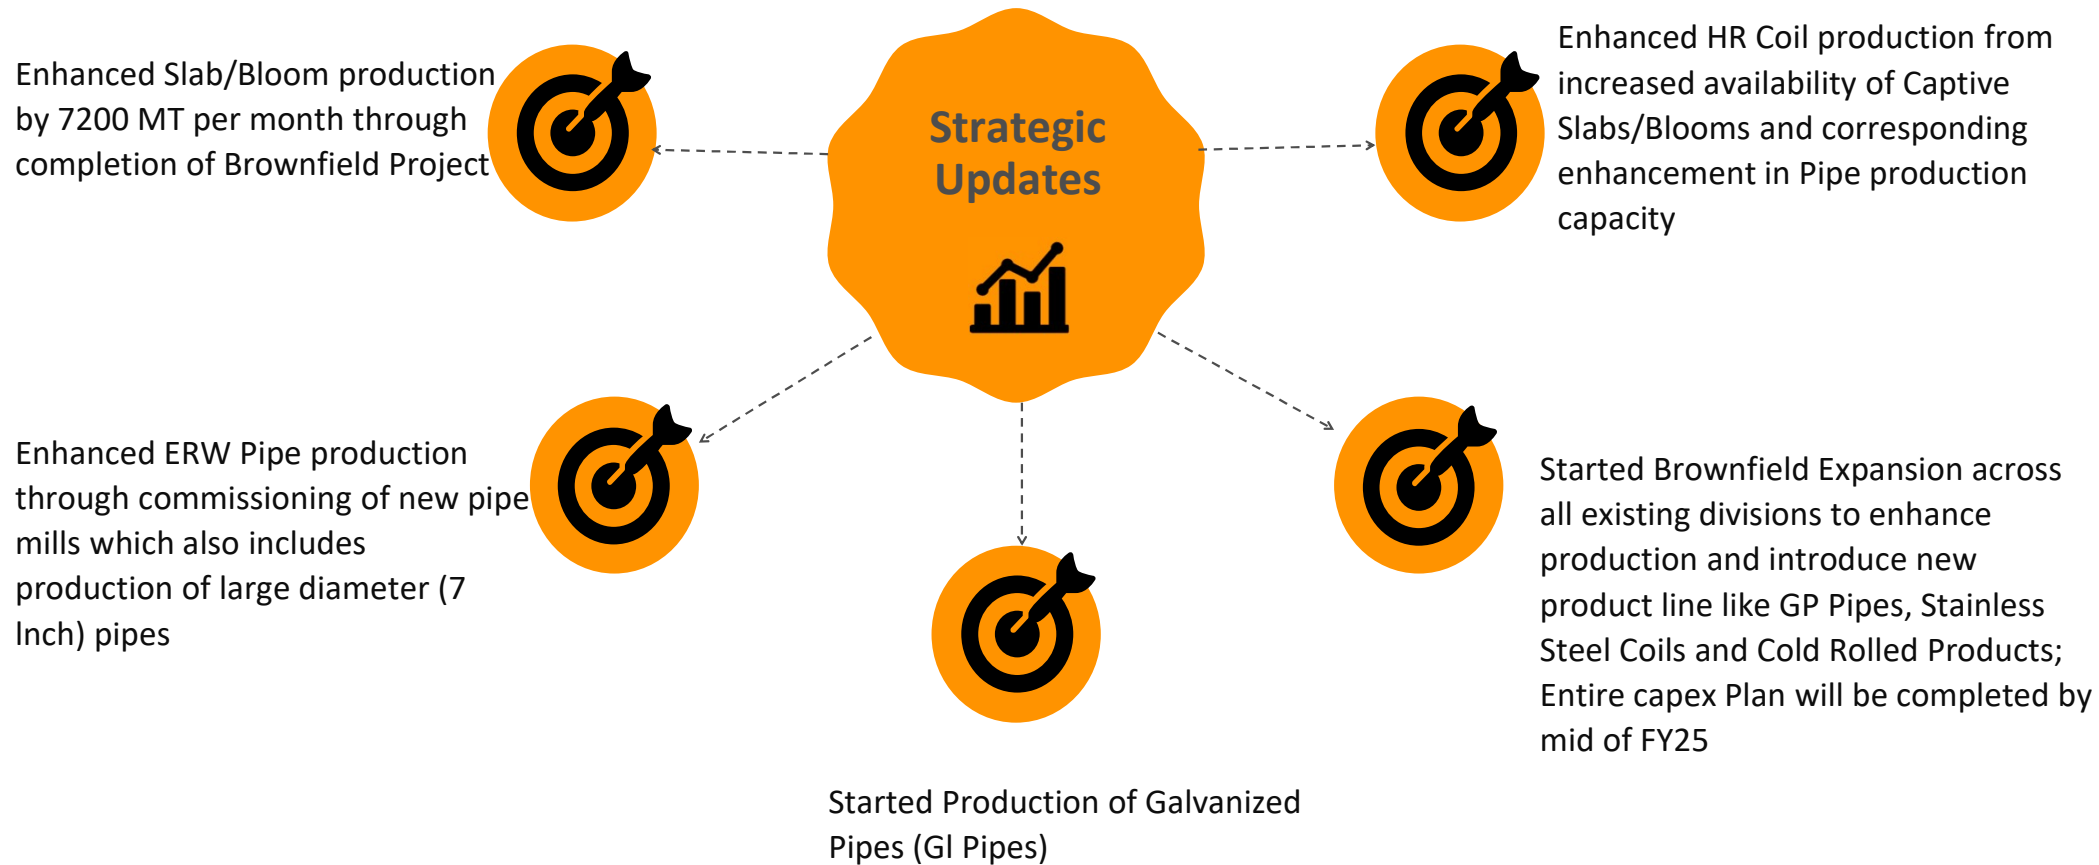 Enhanced Slab/Bloom production
by 7200 MT per month through
completion of Brownfield Project
Strategic
Updates
Enhanced HR Coil production from
increased availability of Captive
Slabs/Blooms and corresponding
enhancement in Pipe production
capacity
Enhanced ERW Pipe production
through commissioning of new pipe
mills which also includes
production of large diameter (7
Inch) pipes
Started Production of Galvanized
Pipes (GI Pipes)
Started Brownfield Expansion across
all existing divisions to enhance
production and introduce new
product line like GP Pipes, Stainless
Steel Coils and Cold Rolled Products;
Entire capex Plan will be completed by
mid of FY25